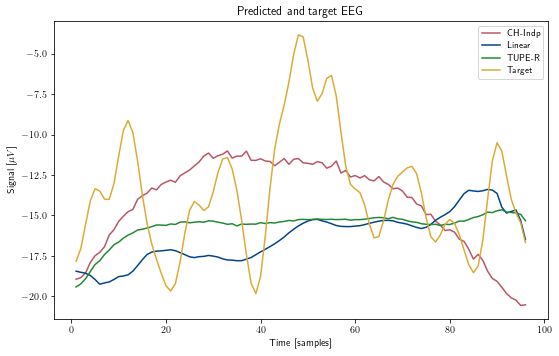 Predicted and target EEG
CH-Indp
Linear
TUPE-R
Target
−5.0
−7.5
−10.0
−12.5
−15.0
−17.5
−20.0
Signal [μV]
0
20
40
60
80
100
Time [samples]